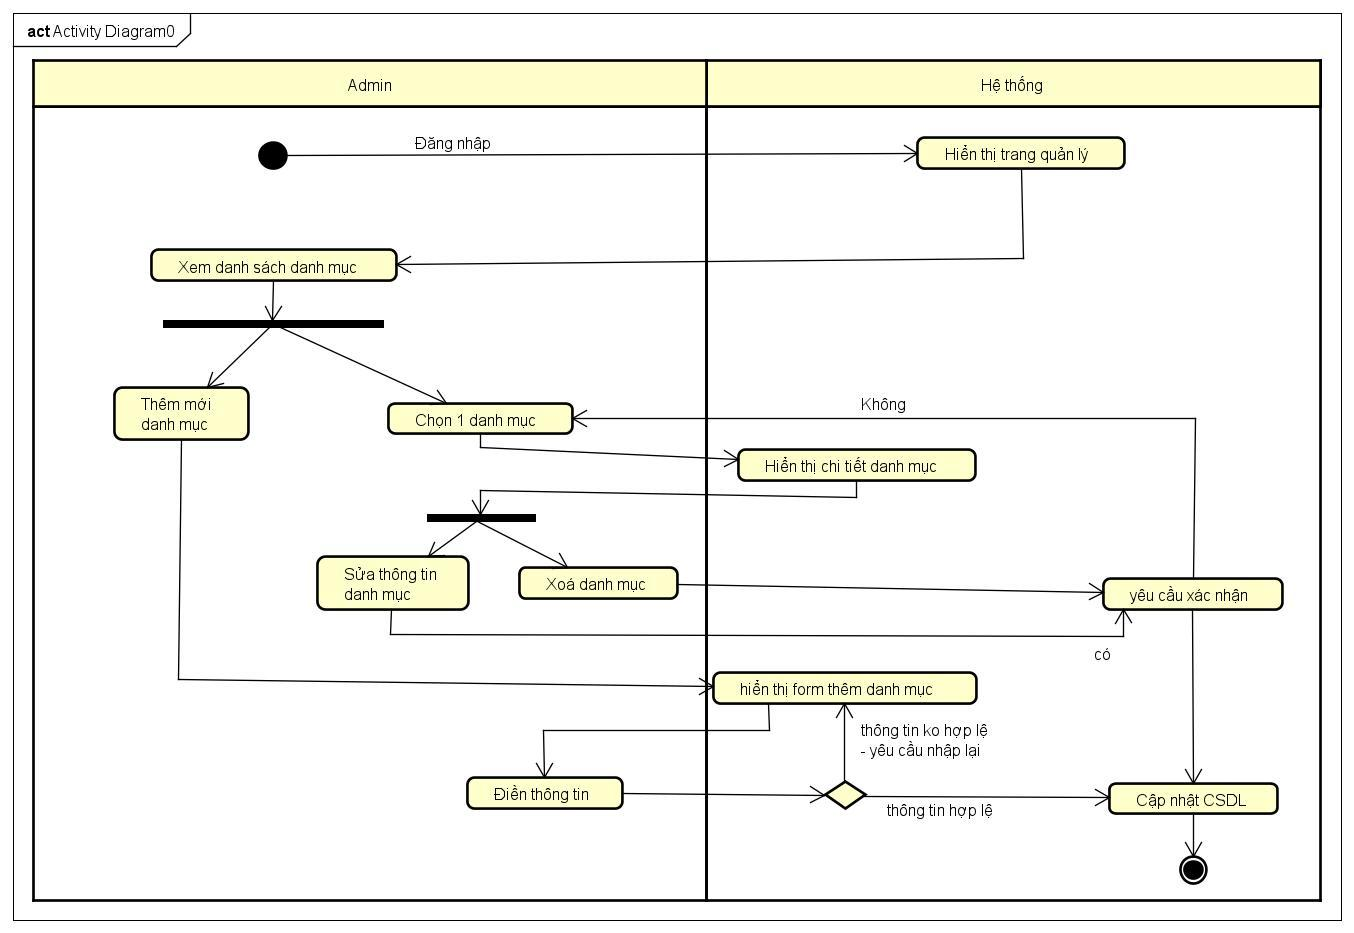 act Activity Diagram0
Admin
Hệ thống
Đăng nhập
Hiển thị trang quản lý
Xem danh sách danh mục
Thêm mới
danh mục
Chọn 1 danh mục
Không
Hiển thị chi tiết danh mục
Sửa thông tin
danh mục
Xoá danh mục
yêu cầu xác nhận
có
hiển thị form thêm danh mục
thông tin ko hợp lệ
- yêu cầu nhập lại
Điền thông tin
thông tin hợp lệ
Cập nhật CSDL